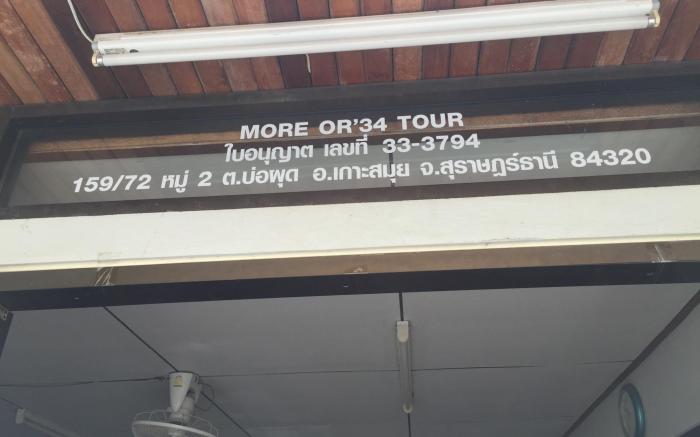 MORE OR'34 TOUR
ใบอนุญาต เลขที่ 33-3794
159/72 หมู่ 2 ต.บ่อผุด อ.เกาะสมุย จ.สุราษฎร์ธานี 84320